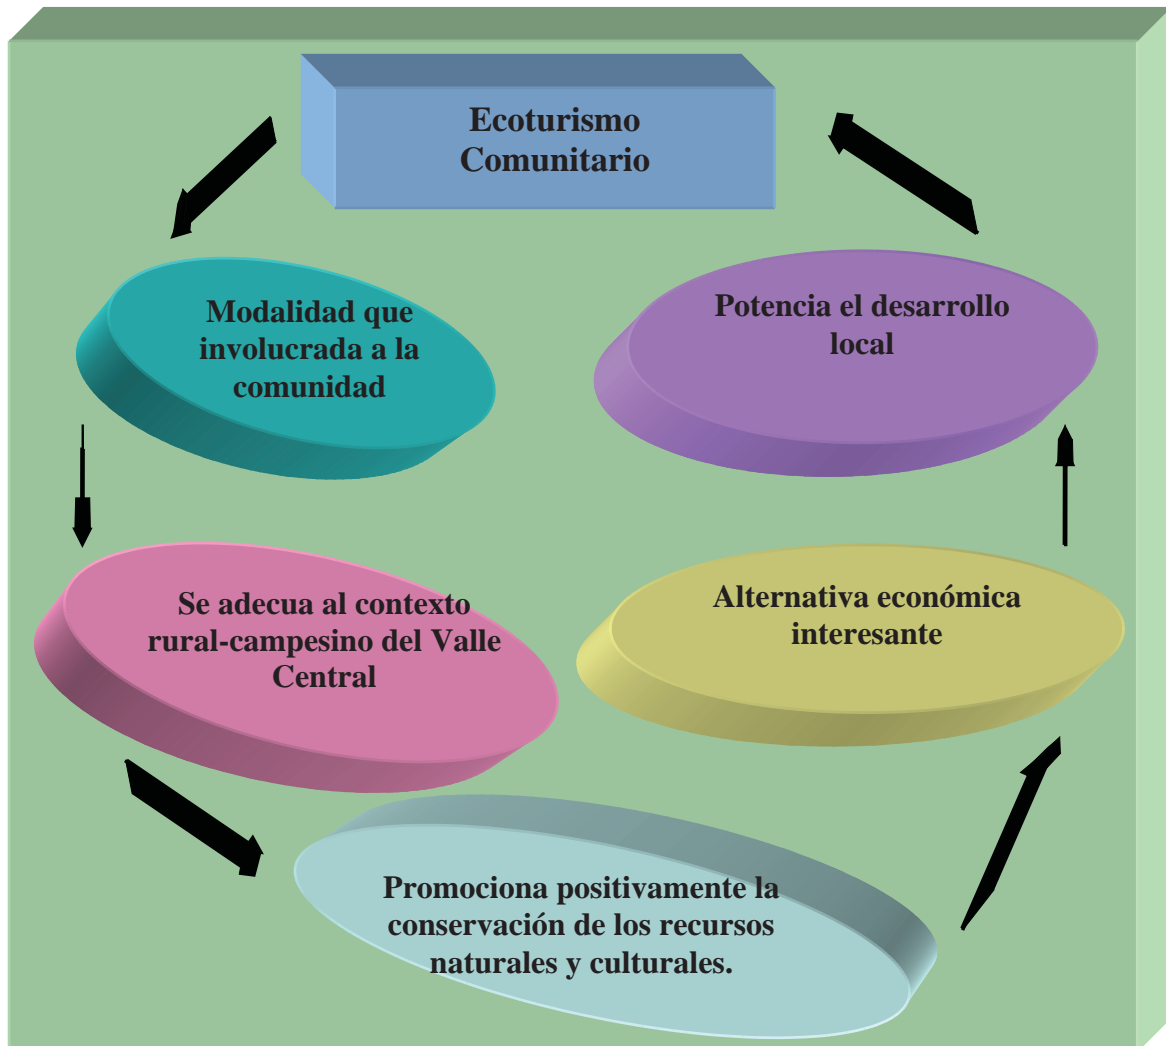 Ecoturismo
Comunitario
Modalidad que
involucrada a la
comunidad
Se adecua al contexto
rural-campesino del Valle
Central
Promociona positivamente la
conservación de los recursos
naturales y culturales.
Alternativa económica
interesante
Potencia el desarrollo
local